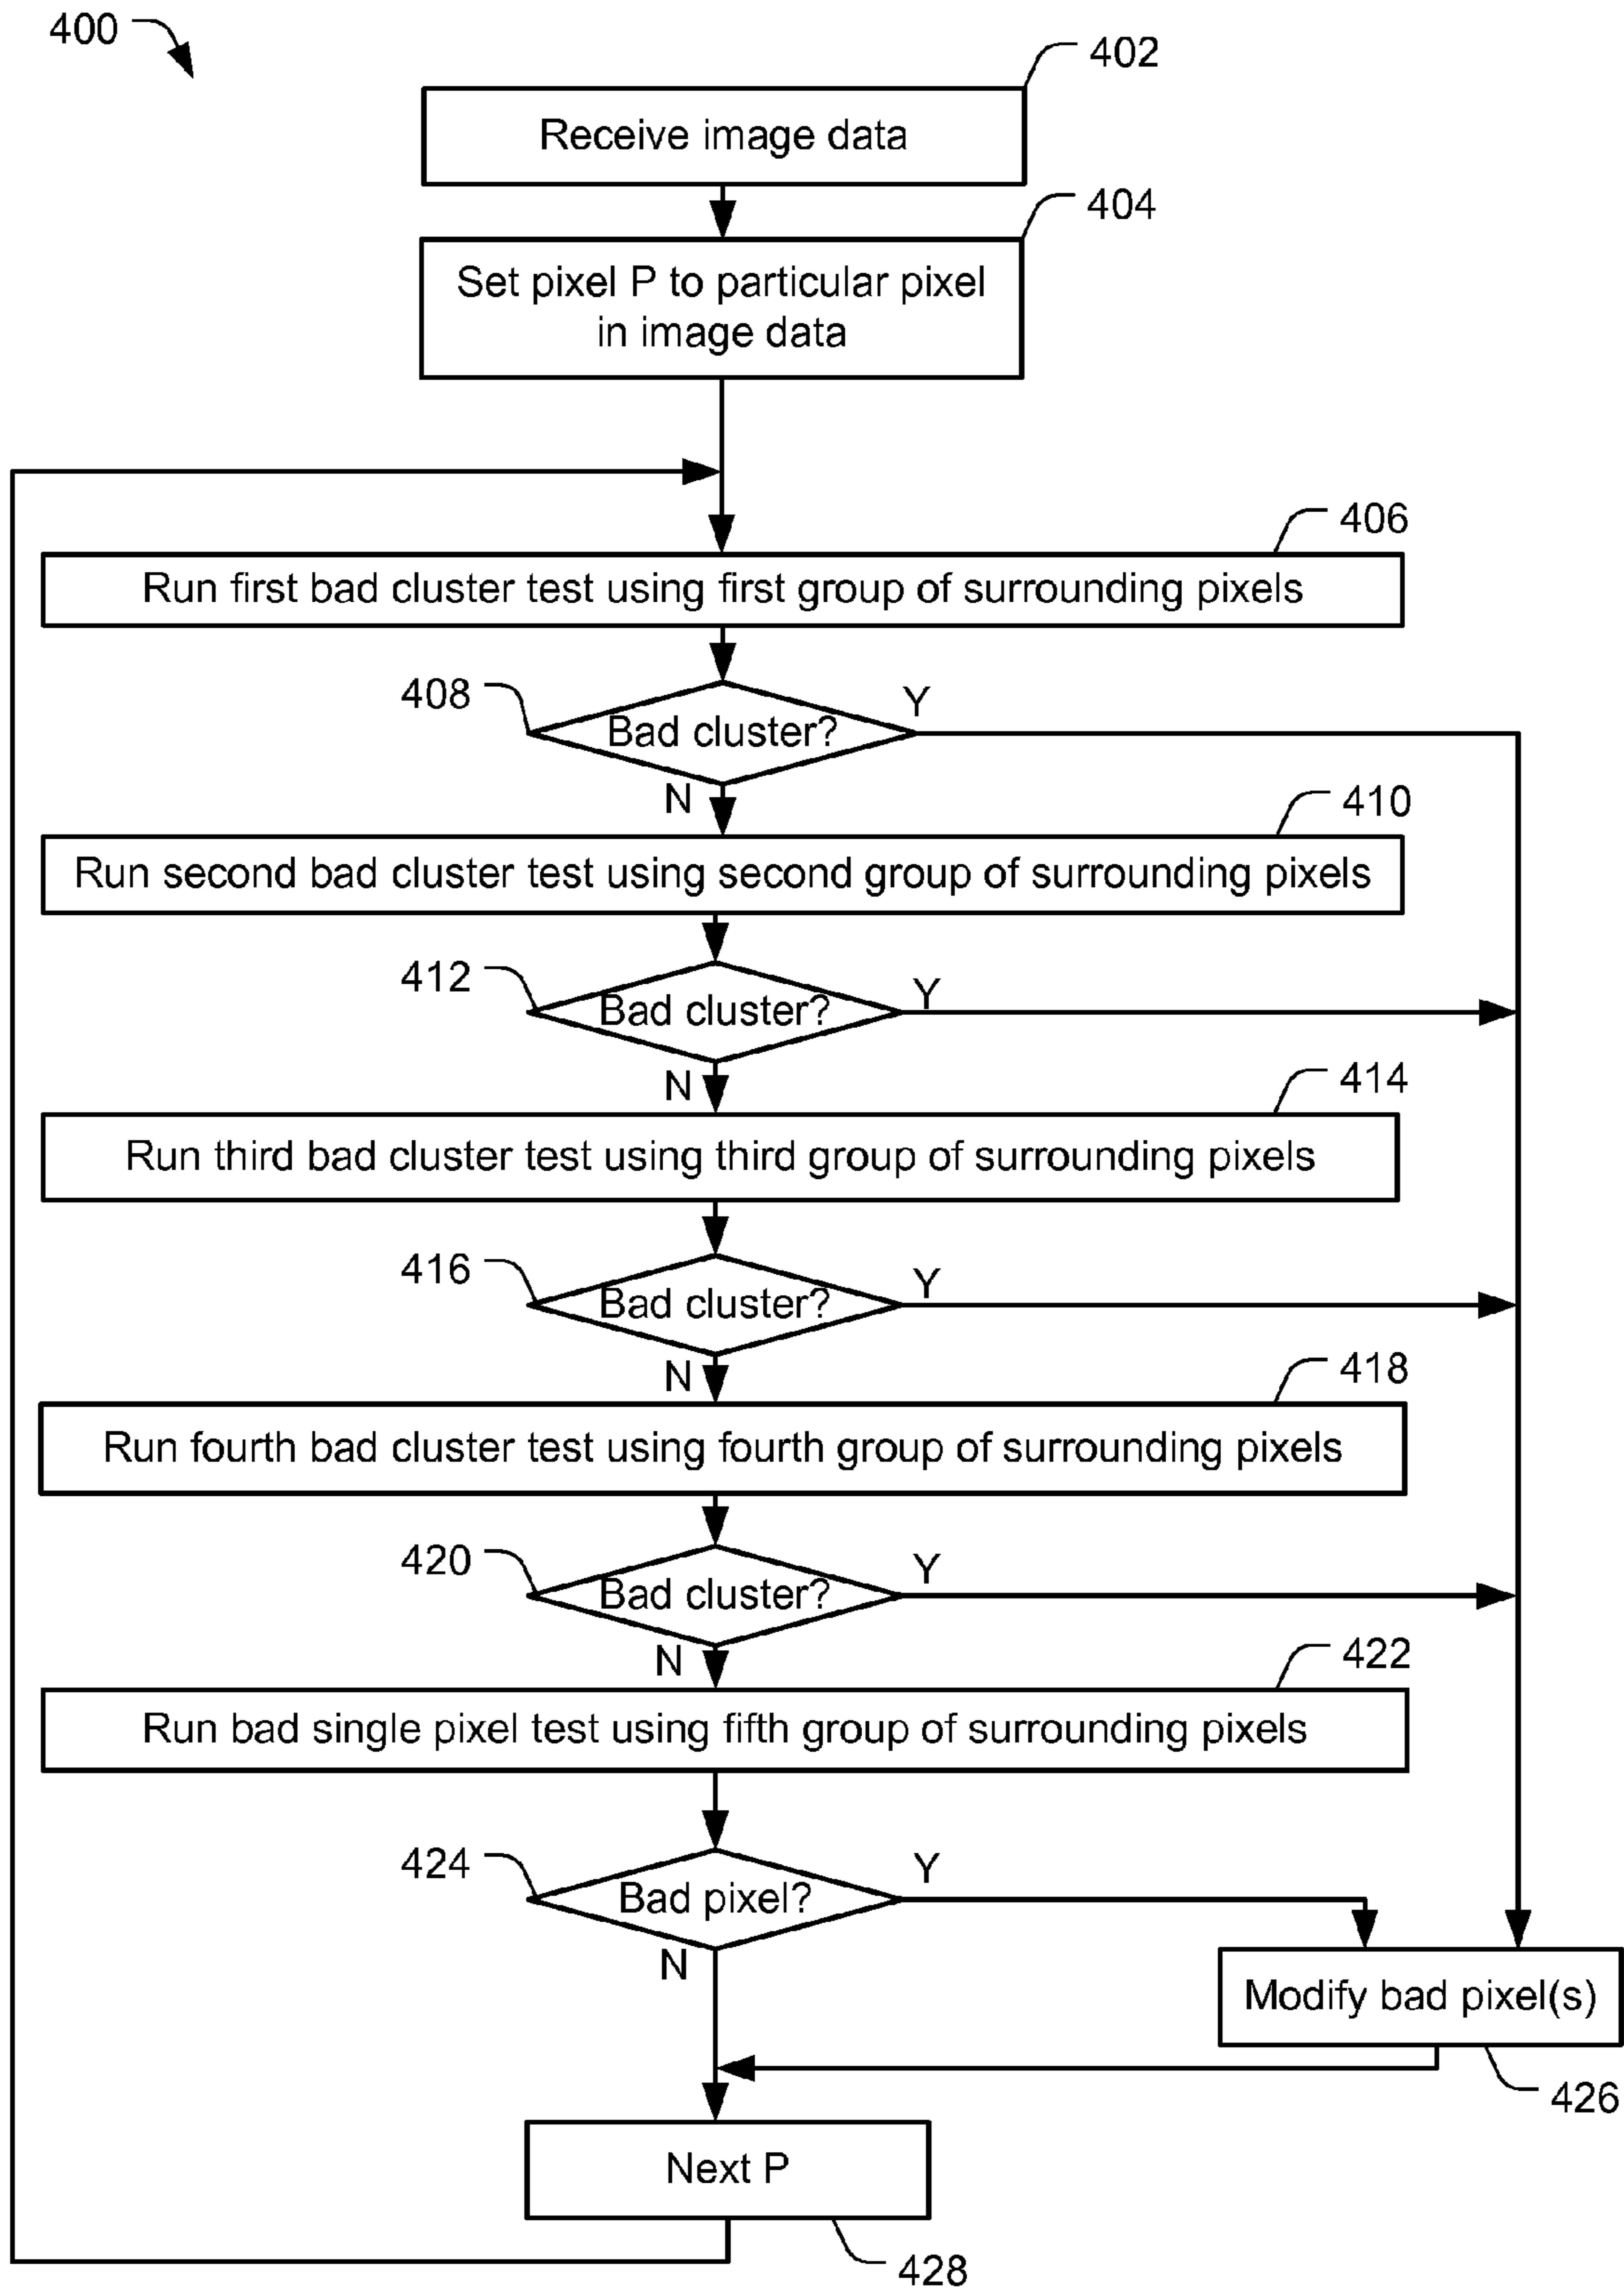 400
402
Receive image data
404
Set pixel P to particular pixel
in image data
406
Run first bad cluster test using first group of surrounding pixels
408
Bad cluster?
Y
N
410
Run second bad cluster test using second group of surrounding pixels
412
Bad cluster?
Y
N
414
Run third bad cluster test using third group of surrounding pixels
416
Bad cluster?
Y
N
418
Run fourth bad cluster test using fourth group of surrounding pixels
420
Bad cluster?
Y
N
422
Run bad single pixel test using fifth group of surrounding pixels
424
Bad pixel?
Y
N
Modify bad pixel(s)
426
Next P
428